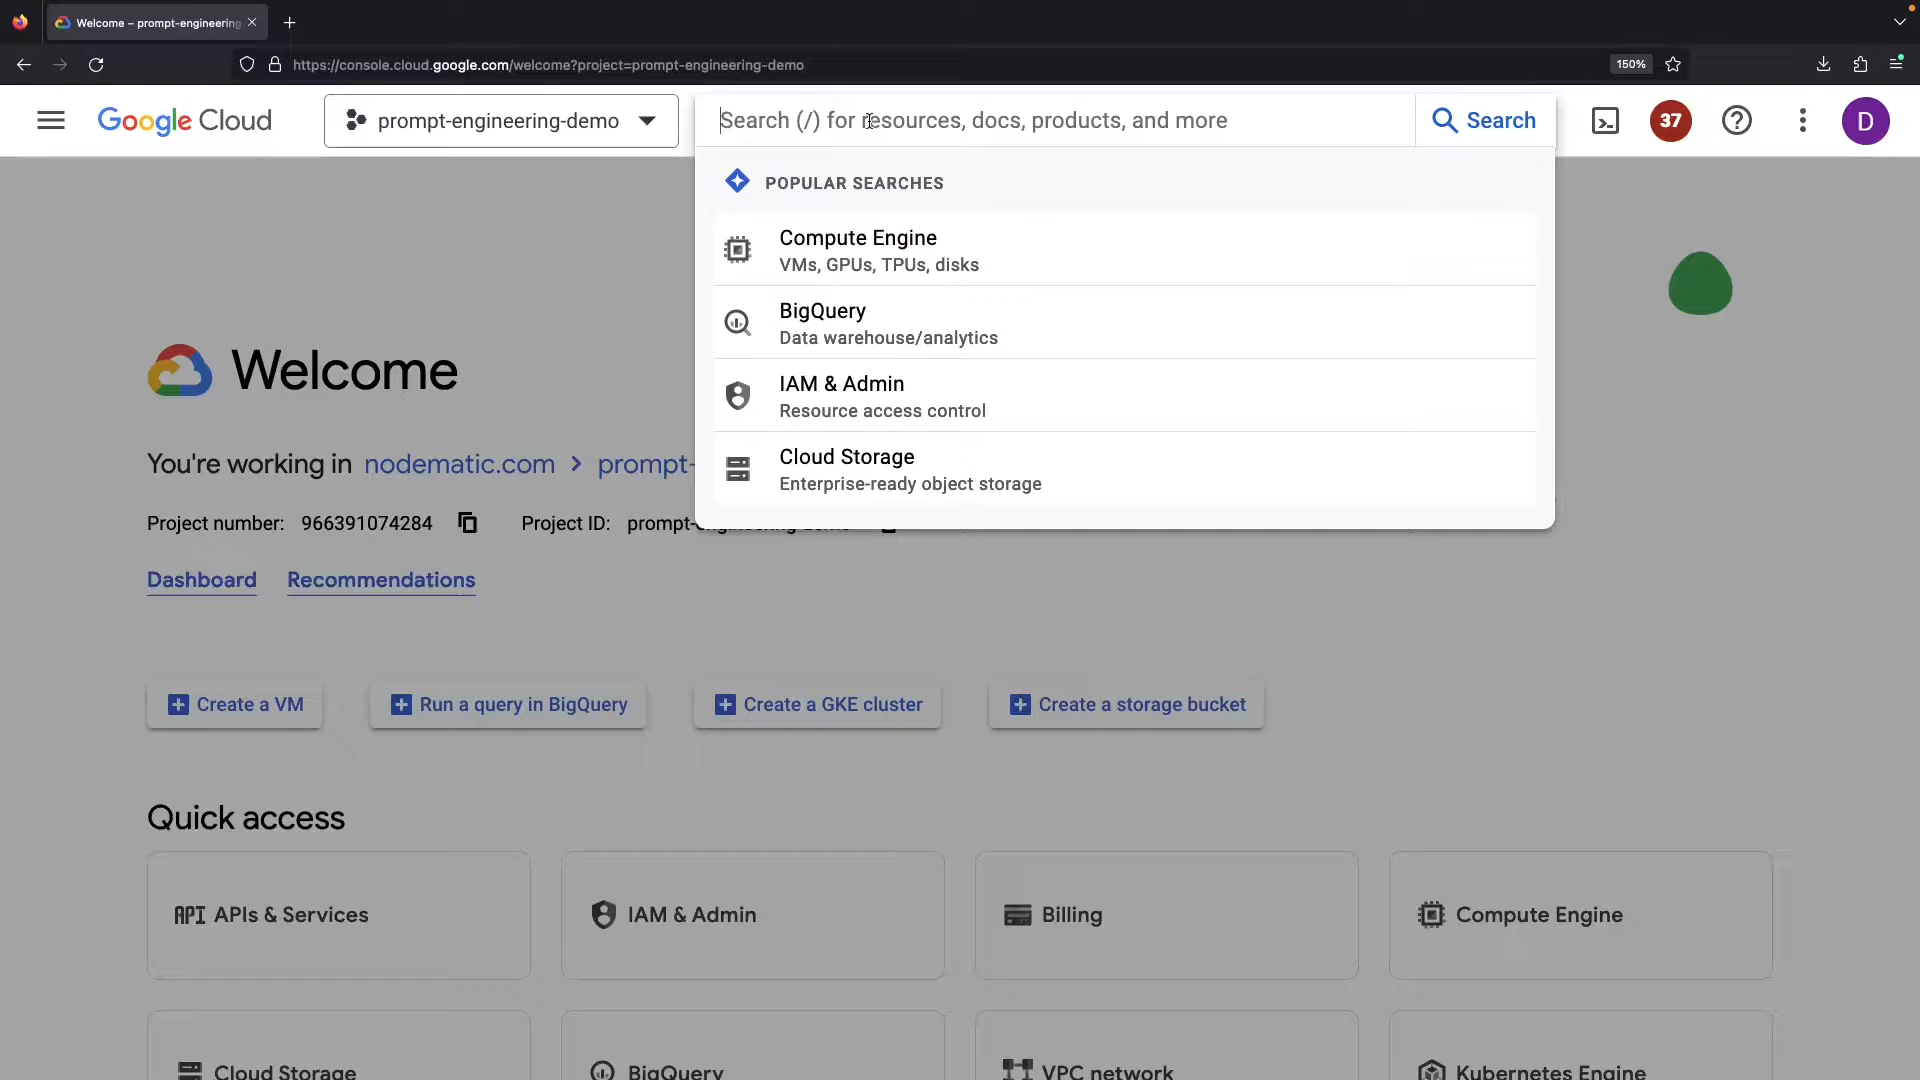 Welcome – prompt-engineering
https://console.cloud.google.com/welcome?project=prompt-engineering-demo
150%
Google Cloud
prompt-engineering-demo
Search (/) for resources, docs, products, and more
Search
37
D
POPULAR SEARCHES
Compute Engine
VMs, GPUs, TPUs, disks
BigQuery
Data warehouse/analytics
IAM & Admin
Resource access control
Cloud Storage
Enterprise-ready object storage
Welcome
You're working in nodematic.com > prompt-
Project number: 966391074284 Project ID: prompt-engineering-demo
Dashboard Recommendations
Create a VM
Run a query in BigQuery
Create a GKE cluster
Create a storage bucket
Quick access
API APIs & Services
IAM & Admin
Billing
Compute Engine
Cloud Storage
BigQuery
VPC network
Kubernetes Engine